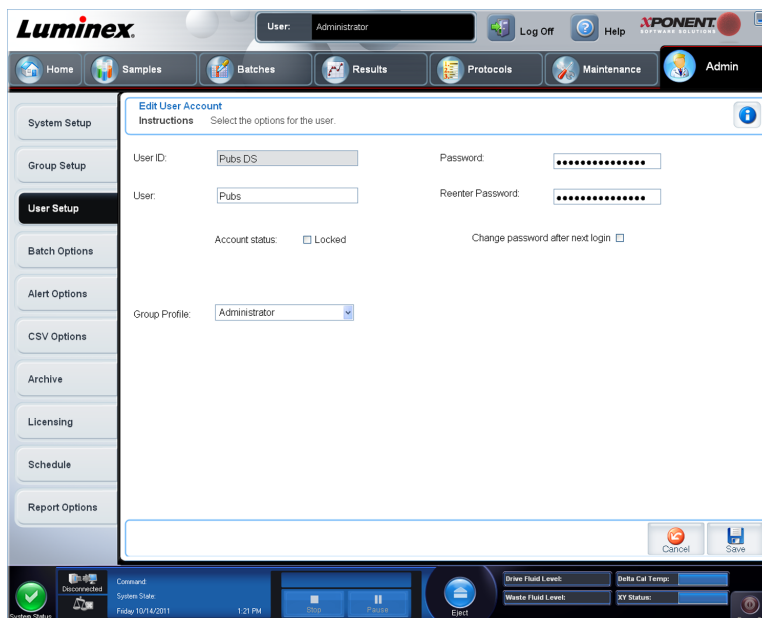 Luminex.
User: Administrator
Log Off
Help
XPONENT.
SOFTWARE SOLUTIONS
Home
Samples
Batches
Results
Protocols
Maintenance
Admin
System Setup
Group Setup
User Setup
Batch Options
Alert Options
CSV Options
Archive
Licensing
Schedule
Report Options
Edit User Account
Instructions Select the options for the user.
User ID: Pubs DS
Password: ●●●●●●●●●●●●●●●
User: Pubs
Reenter Password: ●●●●●●●●●●●●●●●
Account status: Locked
Change password after next login
Group Profile: Administrator
Cancel
Save
System Status
Disconnected
Command:
System State:
Friday 10/14/2011 1:21 PM
Stop
Pause
Eject
Drive Fluid Level:
Delta Cal Temp:
Waste Fluid Level:
XY Status: